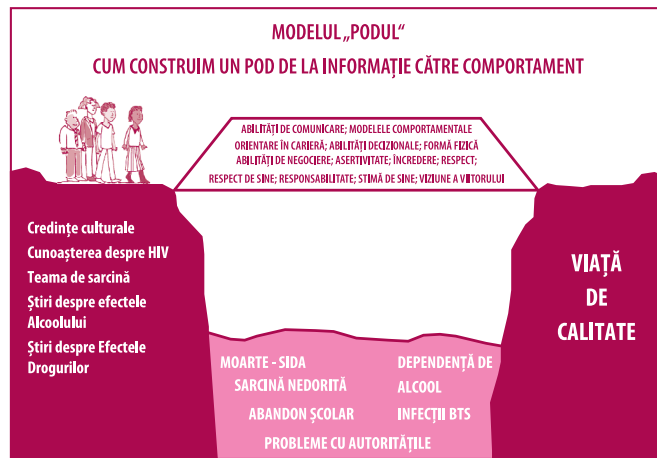 MODELUL „PODUL“
CUM CONSTRUIM UN POD DE LA INFORMAȚIE CĂTRE COMPORTAMENT
ABILITĂȚI DE COMUNICARE; MODELELE COMPORTAMENTALE
ORIENTARE ÎN CARIERĂ; ABILITĂȚI DECIZIONALE; FORMĂ FIZICĂ
ABILITĂȚI DE NEGOCIERE; ASERTIVITATE; ÎNCREDERE; RESPECT;
RESPECT DE SINE; RESPONSABILITATE; STIMĂ DE SINE; VIZIUNE A VIITORULUI
Credințe culturale
Cunoașterea despre HIV
Teama de sarcină
Știri despre efectele
Alcoolului
Știri despre Efectele
Drogurilor
MOARTE - SIDA
SARCINĂ NEDORITĂ
ABANDON ȘCOLAR
DEPENDENȚĂ DE
ALCOOL
INFECȚII BTS
PROBLEME CU AUTORITĂȚILE
VIAȚĂ
DE
CALITATE